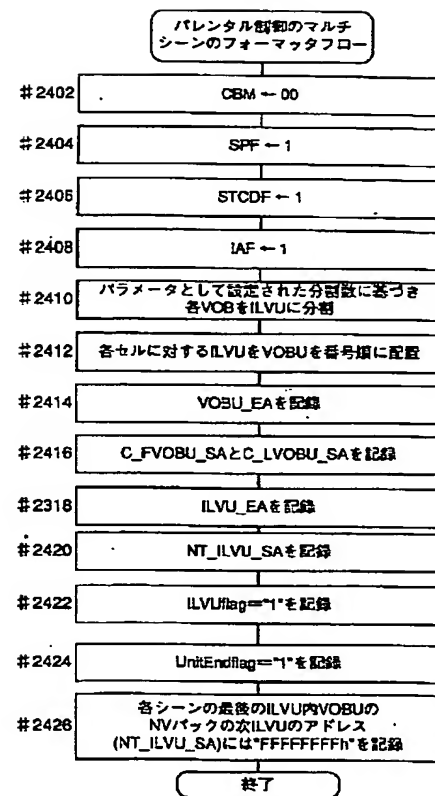 パレンタル制御のマルチ
シーンのフォーマッタフロー
#2402
CBM ← 00
#2404
SPF ← 1
#2405
STCDF ← 1
#2408
IAF ← 1
#2410
パラメータとして設定された分割数に基づき
各VOBをILVUに分割
#2412
各セルに対するILVUをVOBUを番号順に配置
#2414
VOBU_EAを記録
#2416
C_FVOBU_SAとC_LVOBU_SAを記録
#2318
ILVU_EAを記録
#2420
NT_ILVU_SAを記録
#2422
ILVUflag="1"を記録
#2424
UnitEndflag="1"を記録
#2426
各シーンの最後のILVU内VOBUの
NVパックの次ILVUのアドレス
(NT_ILVU_SA)には"FFFFFFFFh"を記録
終了